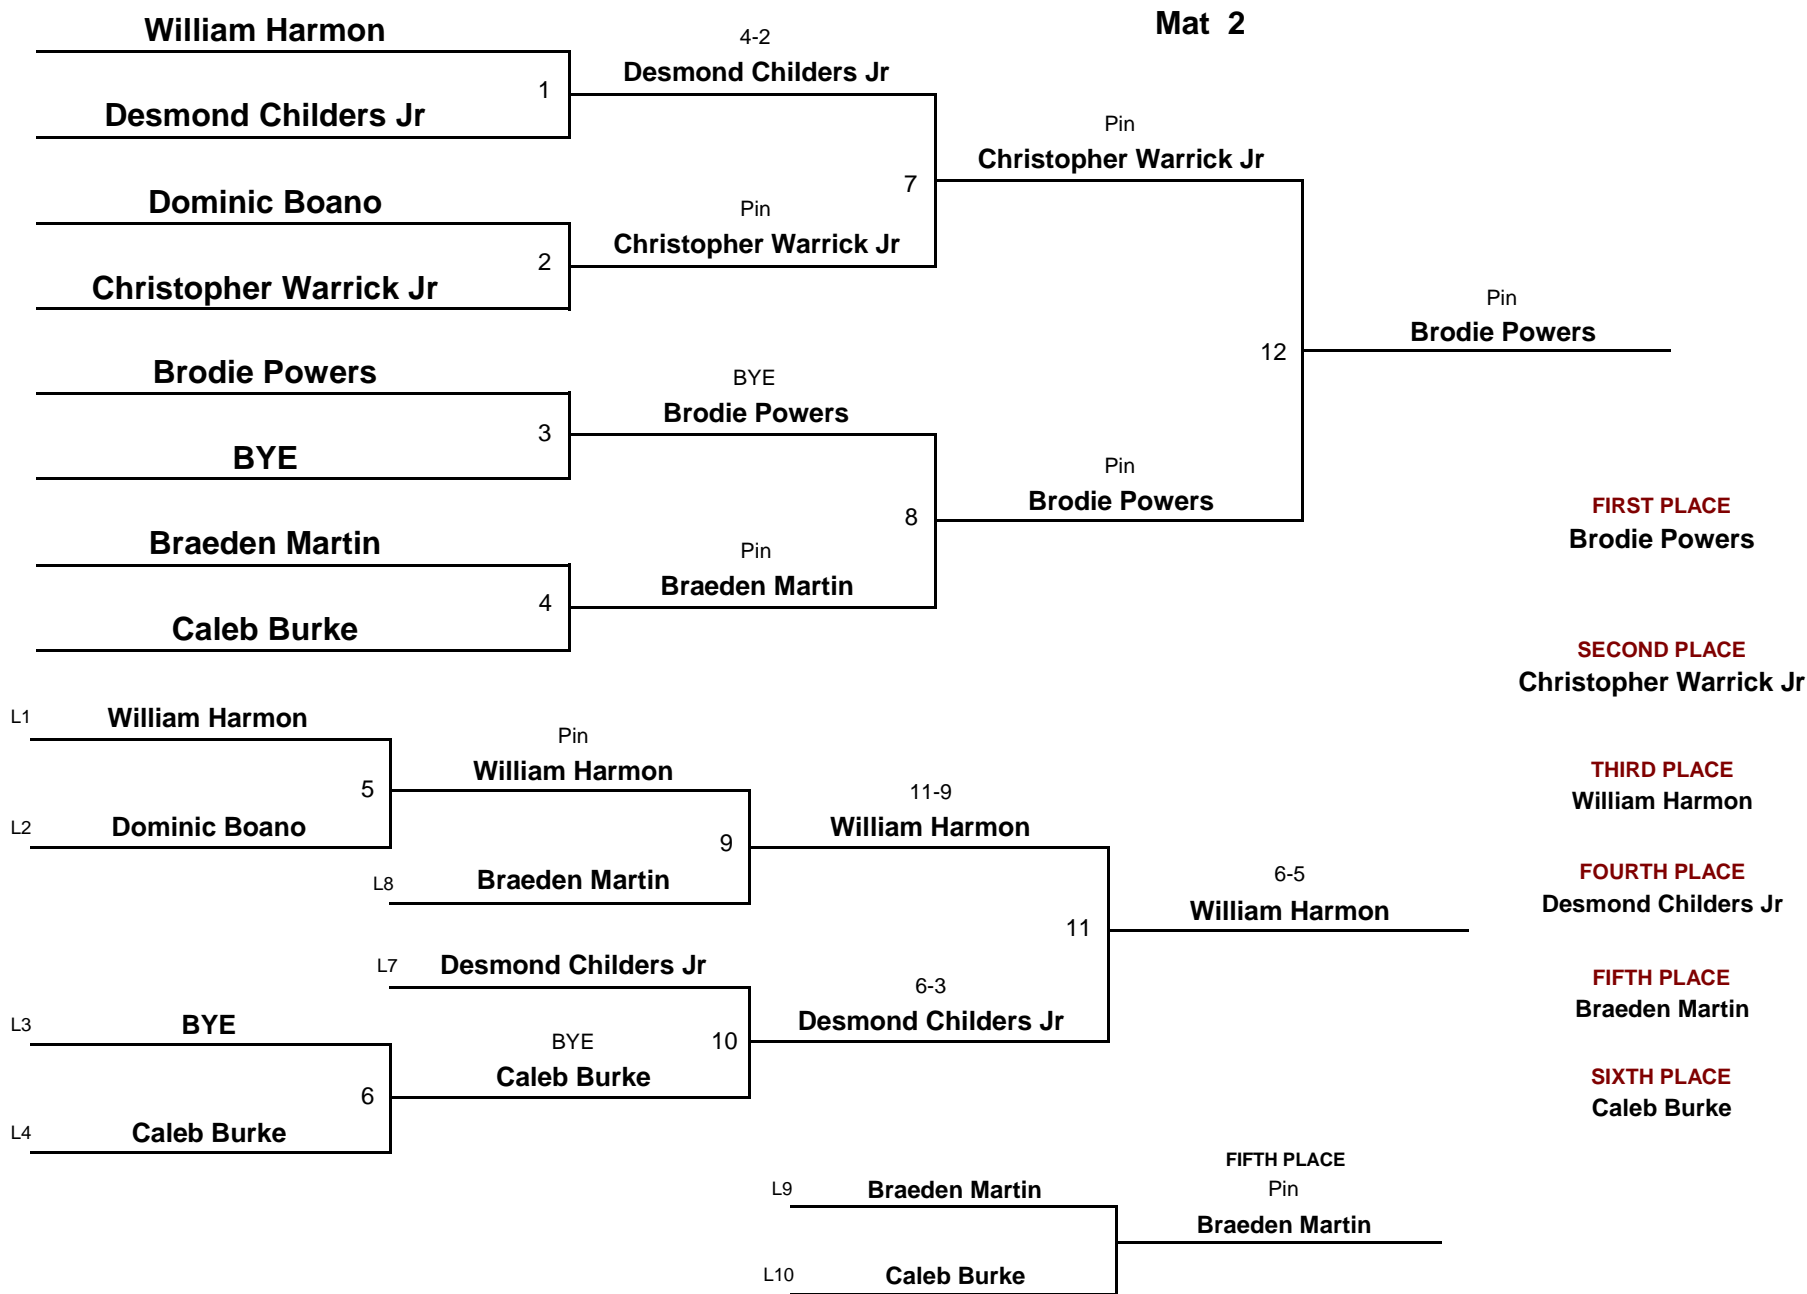 Mat 2
William Harmon
Desmond Childers Jr
1
4-2
Desmond Childers Jr
Dominic Boano
Christopher Warrick Jr
2
Pin
Christopher Warrick Jr
7
Pin
Christopher Warrick Jr
Brodie Powers
BYE
3
BYE
Brodie Powers
Braeden Martin
Caleb Burke
4
Pin
Braeden Martin
8
Pin
Brodie Powers
12
Pin
Brodie Powers
FIRST PLACE
Brodie Powers
SECOND PLACE
Christopher Warrick Jr
THIRD PLACE
William Harmon
FOURTH PLACE
Desmond Childers Jr
FIFTH PLACE
Braeden Martin
SIXTH PLACE
Caleb Burke
L1 William Harmon
L2 Dominic Boano
5
Pin
William Harmon
L8 Braeden Martin
9
11-9
William Harmon
L7 Desmond Childers Jr
L3 BYE
L4 Caleb Burke
6
BYE
Caleb Burke
10
6-3
Desmond Childers Jr
11
6-5
William Harmon
L9 Braeden Martin
L10 Caleb Burke
FIFTH PLACE
Pin
Braeden Martin